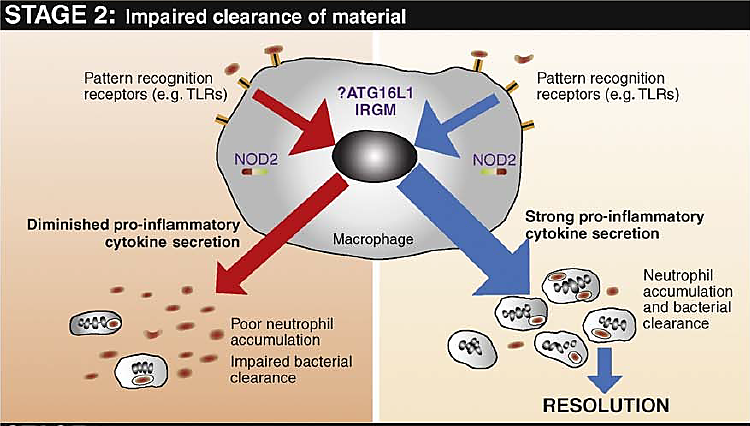 STAGE 2: Impaired clearance of material
Pattern recognition
receptors (e.g. TLRs)
?ATG16L1
IRGM
Pattern recognition
receptors (e.g. TLRs)
NOD2
NOD2
Diminished pro-inflammatory
cytokine secretion
Macrophage
Strong pro-inflammatory
cytokine secretion
Poor neutrophil
accumulation
Impaired bacterial
clearance
Neutrophil
accumulation
and bacterial
clearance
RESOLUTION